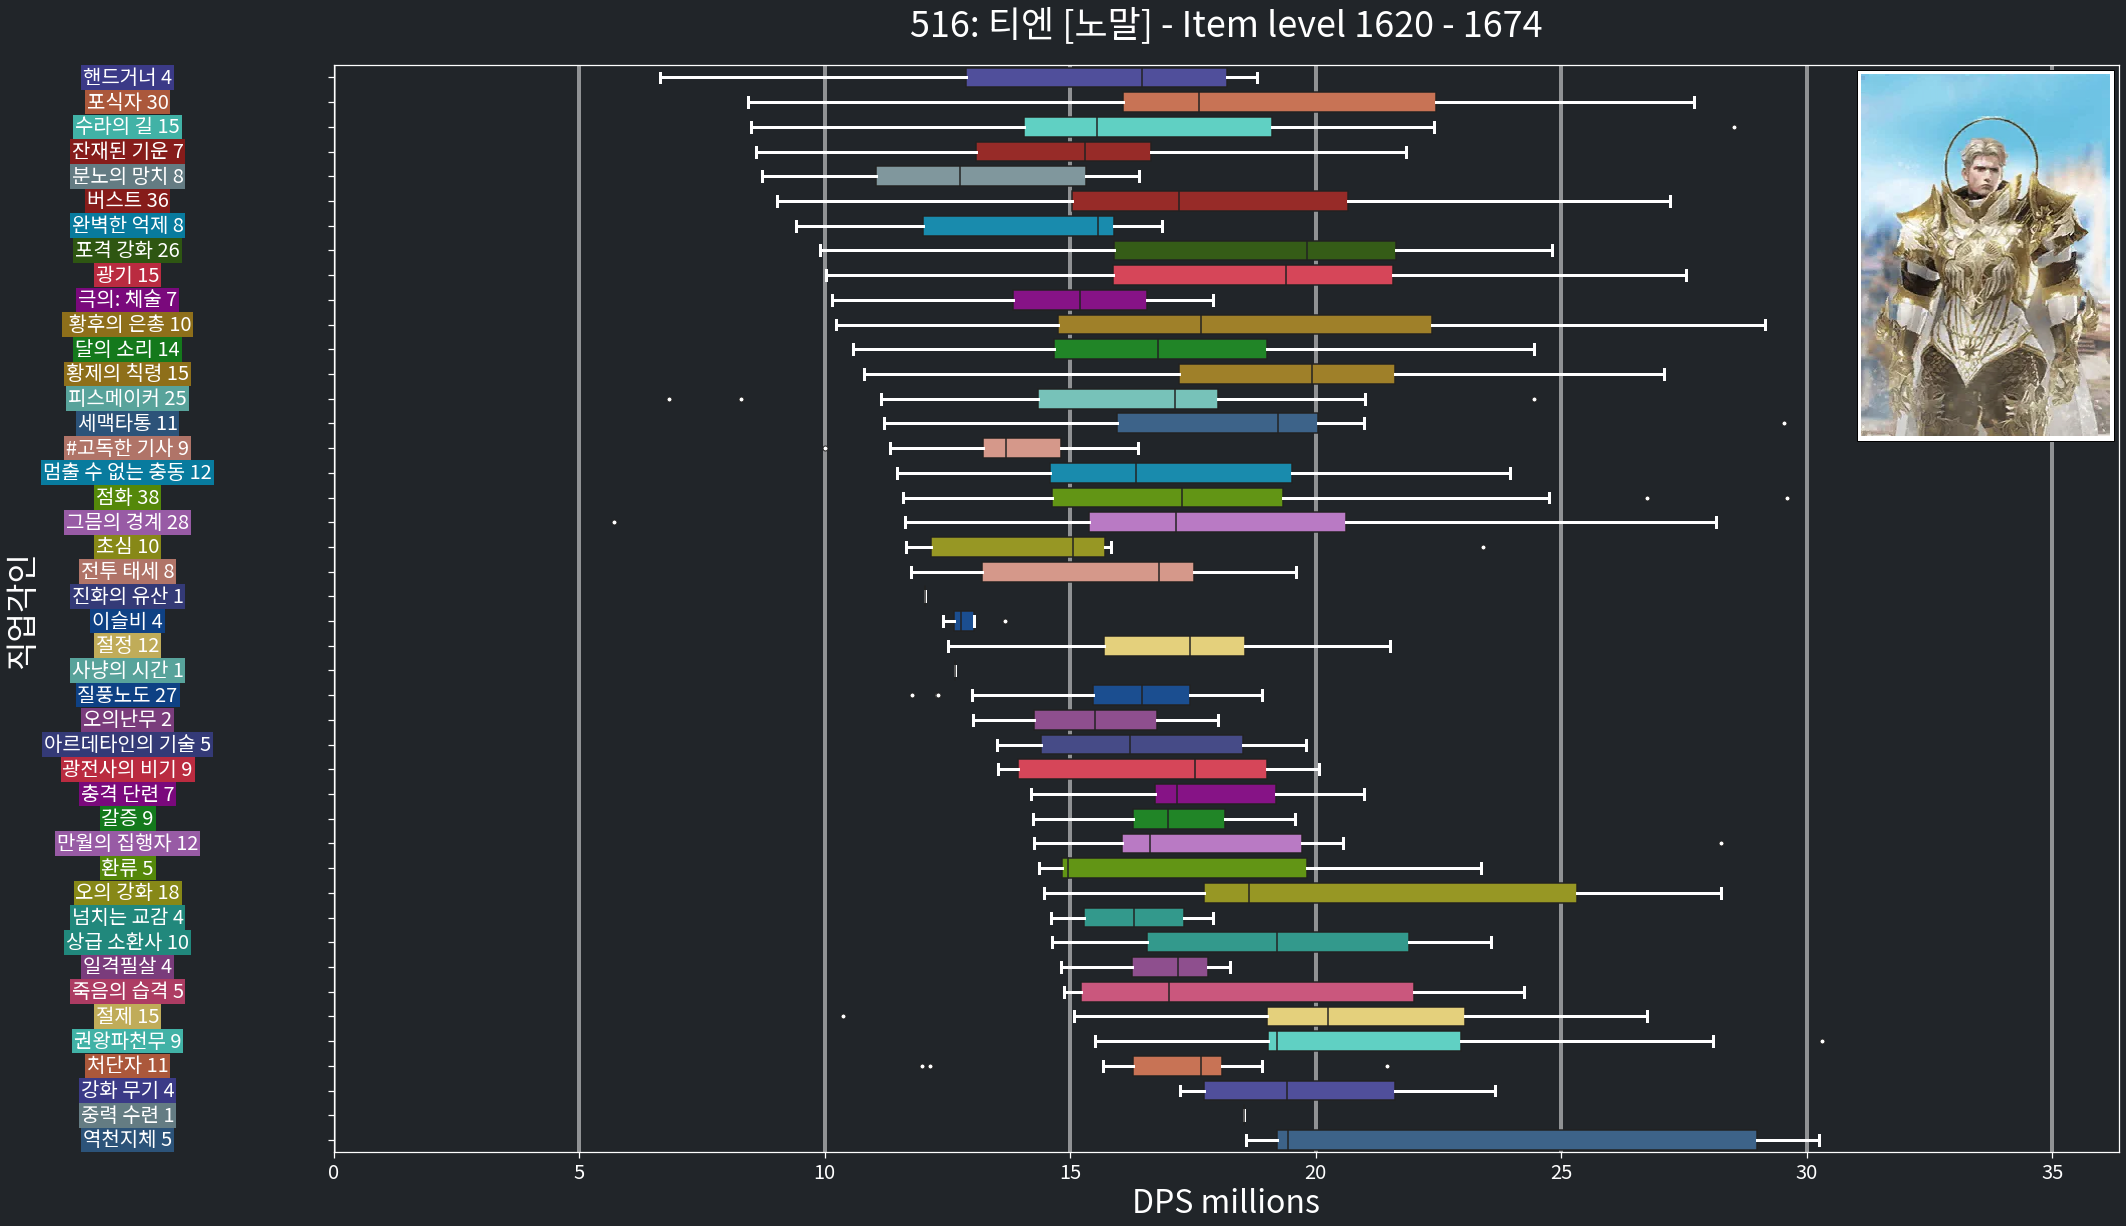 516: 티엔 [노말] - Item level 1620 - 1674
핸드거너 4
포식자 30
수라의 길 15
잔재된 기운 7
분노의 망치 8
버스트 36
완벽한 억제 8
포격 강화 26
광기 15
극의: 체술 7
황후의 은총 10
달의 소리 14
황제의 칙령 15
피스메이커 25
세맥타통 11
#고독한 기사 9
멈출 수 없는 충동 12
점화 38
그믐의 경계 28
초심 10
전투 태세 8
진화의 유산 1
이슬비 4
절정 12
사냥의 시간 1
질풍노도 27
오의난무 2
아르데타인의 기술 5
광전사의 비기 9
충격 단련 7
갈증 9
만월의 집행자 12
환류 5
오의 강화 18
넘치는 교감 4
상급 소환사 10
일격필살 4
죽음의 습격 5
절제 15
권왕파천무 9
처단자 11
강화 무기 4
중력 수련 1
역천지체 5
직업각인
0 5 10 15 20 25 30 35
DPS millions